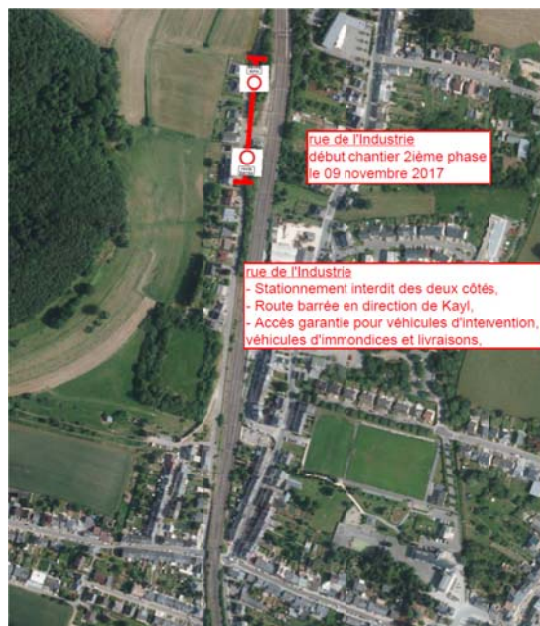 rue de l'Industrie
début chantier 2ième phase
le 09 novembre 2017
rue de l'Industrie
- Stationnement interdit des deux côtés,
- Route barrée en direction de Kayl,
- Accès garantie pour véhicules d'intervention,
véhicules d'immondices et livraisons,